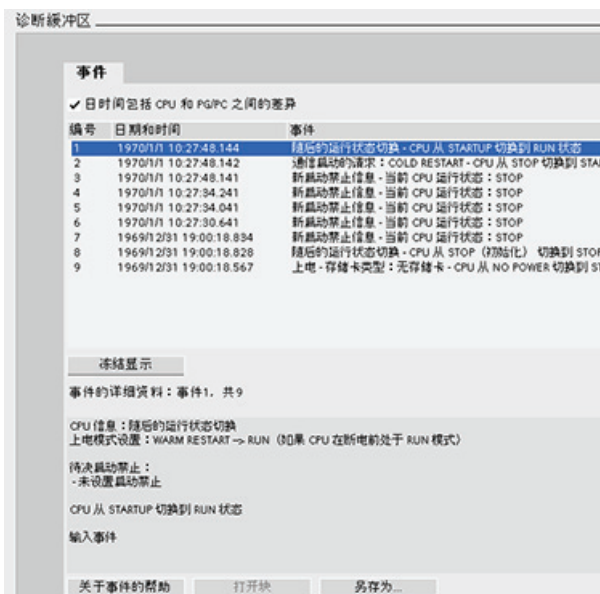 诊断缓冲区
事件
日时间包括 CPU 和 PG/PC 之间的差异
编号 日期和时间 事件
1 1970/1/1 10:27:48.144 随后的运行状态切换 - CPU 从 STARTUP 切换到 RUN 状态
2 1970/1/1 10:27:48.142 通信启动的请求:COLD RESTART - CPU 从 STOP 切换到 STA
3 1970/1/1 10:27:48.141 新启动禁止信息 - 当前 CPU 运行状态:STOP
4 1970/1/1 10:27:34.241 新启动禁止信息 - 当前 CPU 运行状态:STOP
5 1970/1/1 10:27:34.041 新启动禁止信息 - 当前 CPU 运行状态:STOP
6 1970/1/1 10:27:30.641 新启动禁止信息 - 当前 CPU 运行状态:STOP
7 1969/12/31 19:00:18.834 新启动禁止信息 - 当前 CPU 运行状态:STOP
8 1969/12/31 19:00:18.828 随后的运行状态切换 - CPU 从 STOP(初始化) 切换到 STOP
9 1969/12/31 19:00:18.567 上电 - 存储卡类型:无存储卡 - CPU 从 NO POWER 切换到 ST
冻结显示
事件的详细资料:事件1, 共9
CPU 信息:随后的运行状态切换
上电模式设置:WARM RESTART -> RUN(如果 CPU 在断电前处于 RUN 模式)
待决启动禁止:
- 未设置启动禁止
CPU 从 STARTUP 切换到 RUN 状态
输入事件
关于事件的帮助 打开块 另存为...